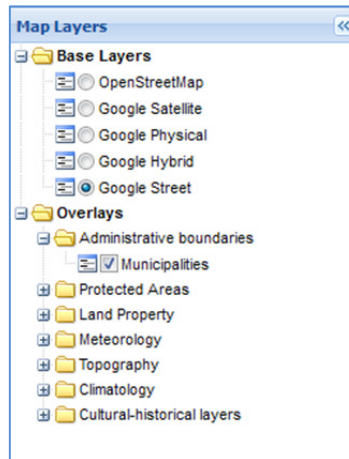 Map Layers
Base Layers
OpenStreetMap
Google Satellite
Google Physical
Google Hybrid
Google Street
Overlays
Administrative boundaries
Municipalities
Protected Areas
Land Property
Meteorology
Topography
Climatology
Cultural-historical layers